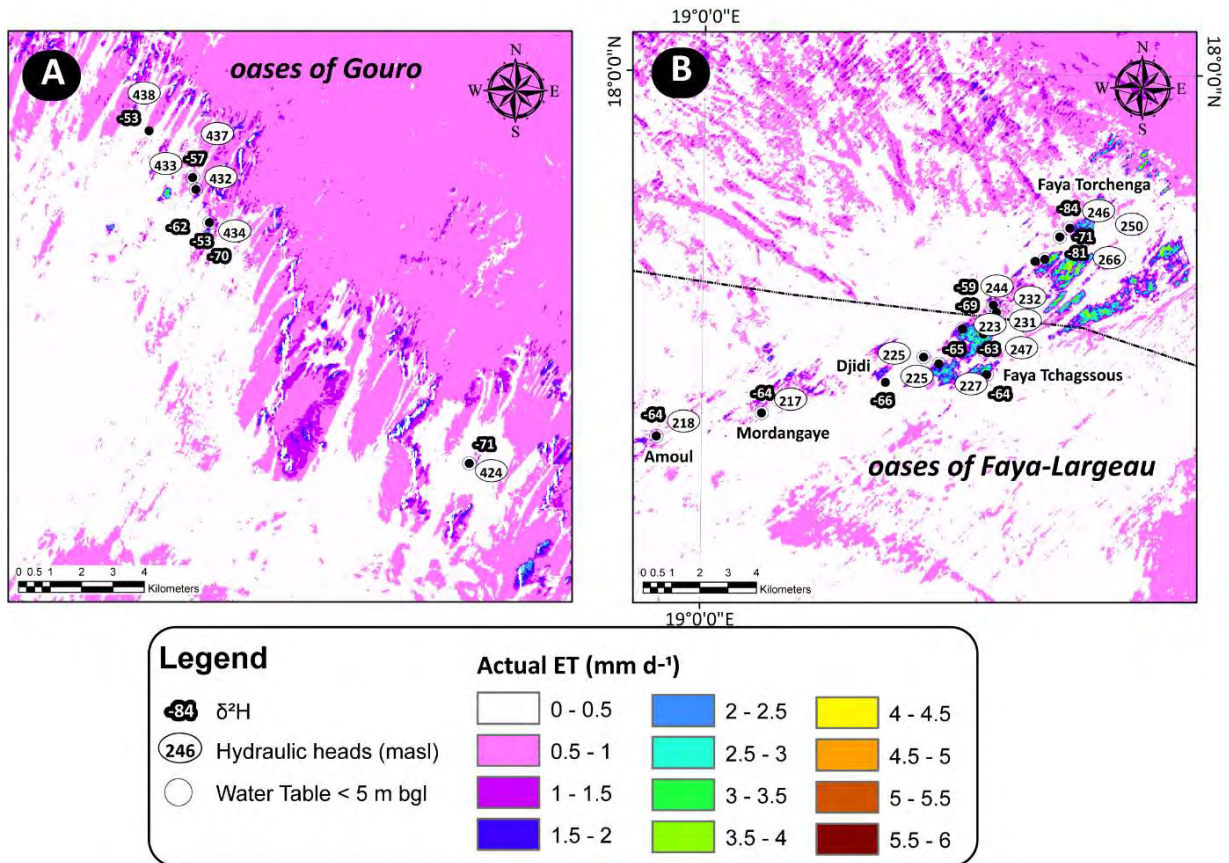 19°0'0"E
A
oases of Gouro
N
W E
S
438
-53
437
433
-57
432
-62
434
-53
-70
-71
424
0 0.5 1 2 3 4
Kilometers
18°0'0"N
B
N
W E
S
18°0'0"N
Faya Torchenga
-84
246
250
-71
-81
266
-59
244
232
-69
223
231
225
-65
-63
247
Djidi
225
227
Faya Tchagssous
-66
-64
-64
217
-64
218
Mordangaye
Amoul
oases of Faya-Largeau
0 0.5 1 2 3 4
Kilometers
19°0'0"E
Legend
-84 δ²H
246 Hydraulic heads (masl)
Water Table < 5 m bgl
Actual ET (mm d⁻¹)
0 - 0.5
0.5 - 1
1 - 1.5
1.5 - 2
2 - 2.5
2.5 - 3
3 - 3.5
3.5 - 4
4 - 4.5
4.5 - 5
5 - 5.5
5.5 - 6